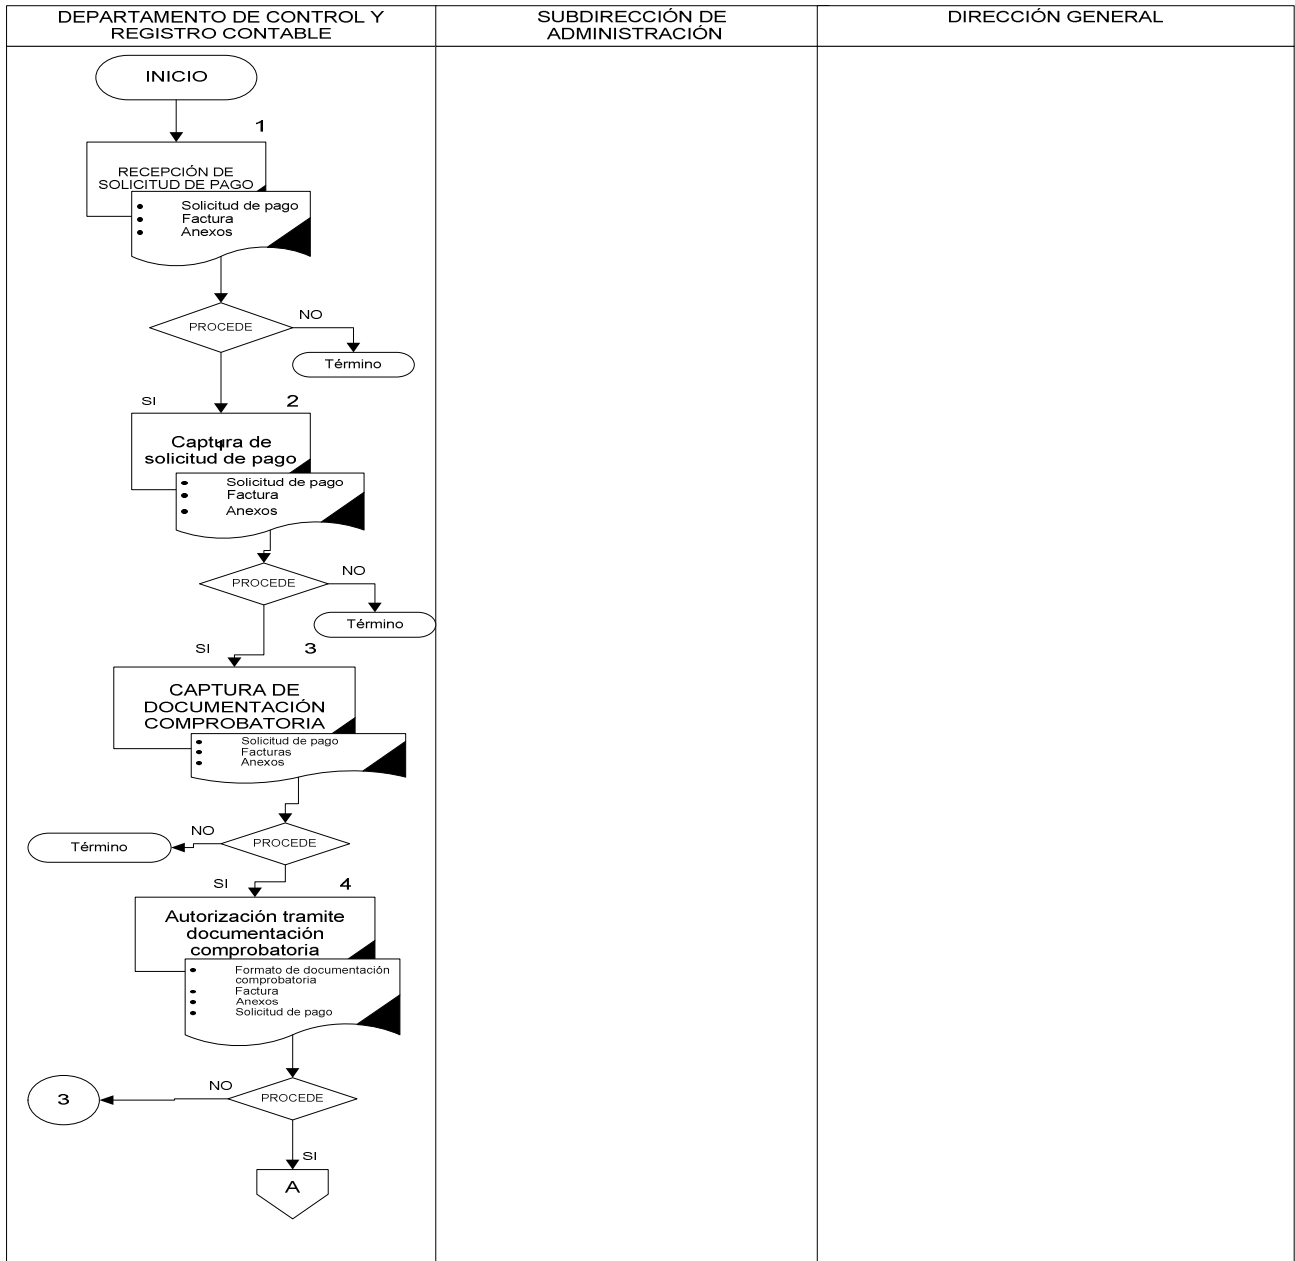 DEPARTAMENTO DE CONTROL Y
REGISTRO CONTABLE
SUBDIRECCIÓN DE
ADMINISTRACIÓN
DIRECCIÓN GENERAL
INICIO
1
RECEPCIÓN DE
SOLICITUD DE PAGO
• Solicitud de pago
• Factura
• Anexos
PROCEDE
NO
Término
SI
2
Captura de
solicitud de pago
• Solicitud de pago
• Factura
• Anexos
PROCEDE
NO
Término
SI
3
CAPTURA DE
DOCUMENTACIÓN
COMPROBATORIA
• Solicitud de pago
• Facturas
• Anexos
PROCEDE
NO
Término
SI
4
Autorización tramite
documentación
comprobatoria
• Formato de documentación
comprobatoria
• Factura
• Anexos
• Solicitud de pago
PROCEDE
NO
3
SI
A